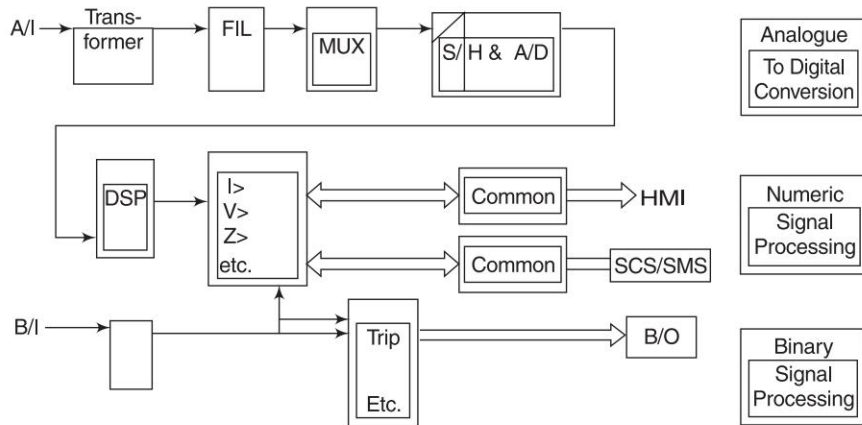 A/I
Trans-
former
FIL
MUX
S/ H & A/D
Analogue
To Digital
Conversion
DSP
I>
V>
Z>
etc.
Common
HMI
Common
SCS/SMS
Numeric
Signal
Processing
B/I
Trip
Etc.
B/O
Binary
Signal
Processing